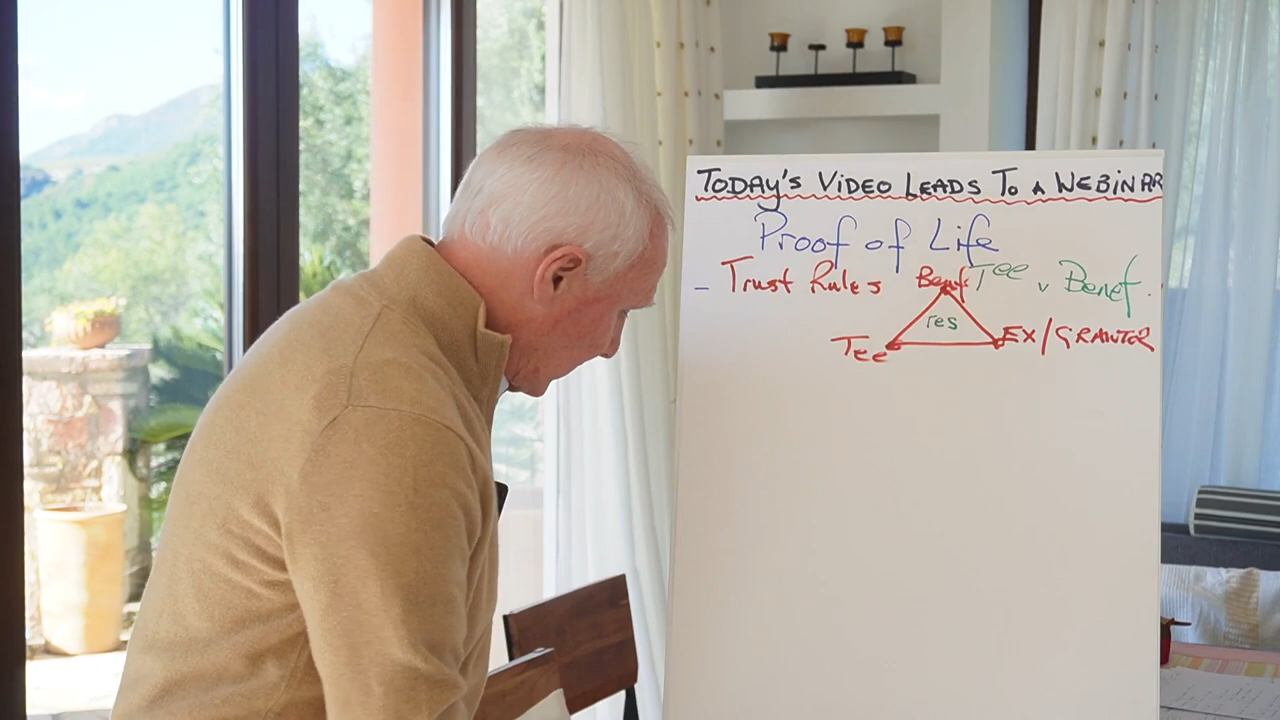 TODAY'S VIDEO LEADS TO A WEBINAR
Proof of Life
- Trust Rules Benef Tee v Benef.
res
Tee EX/GRANTOR